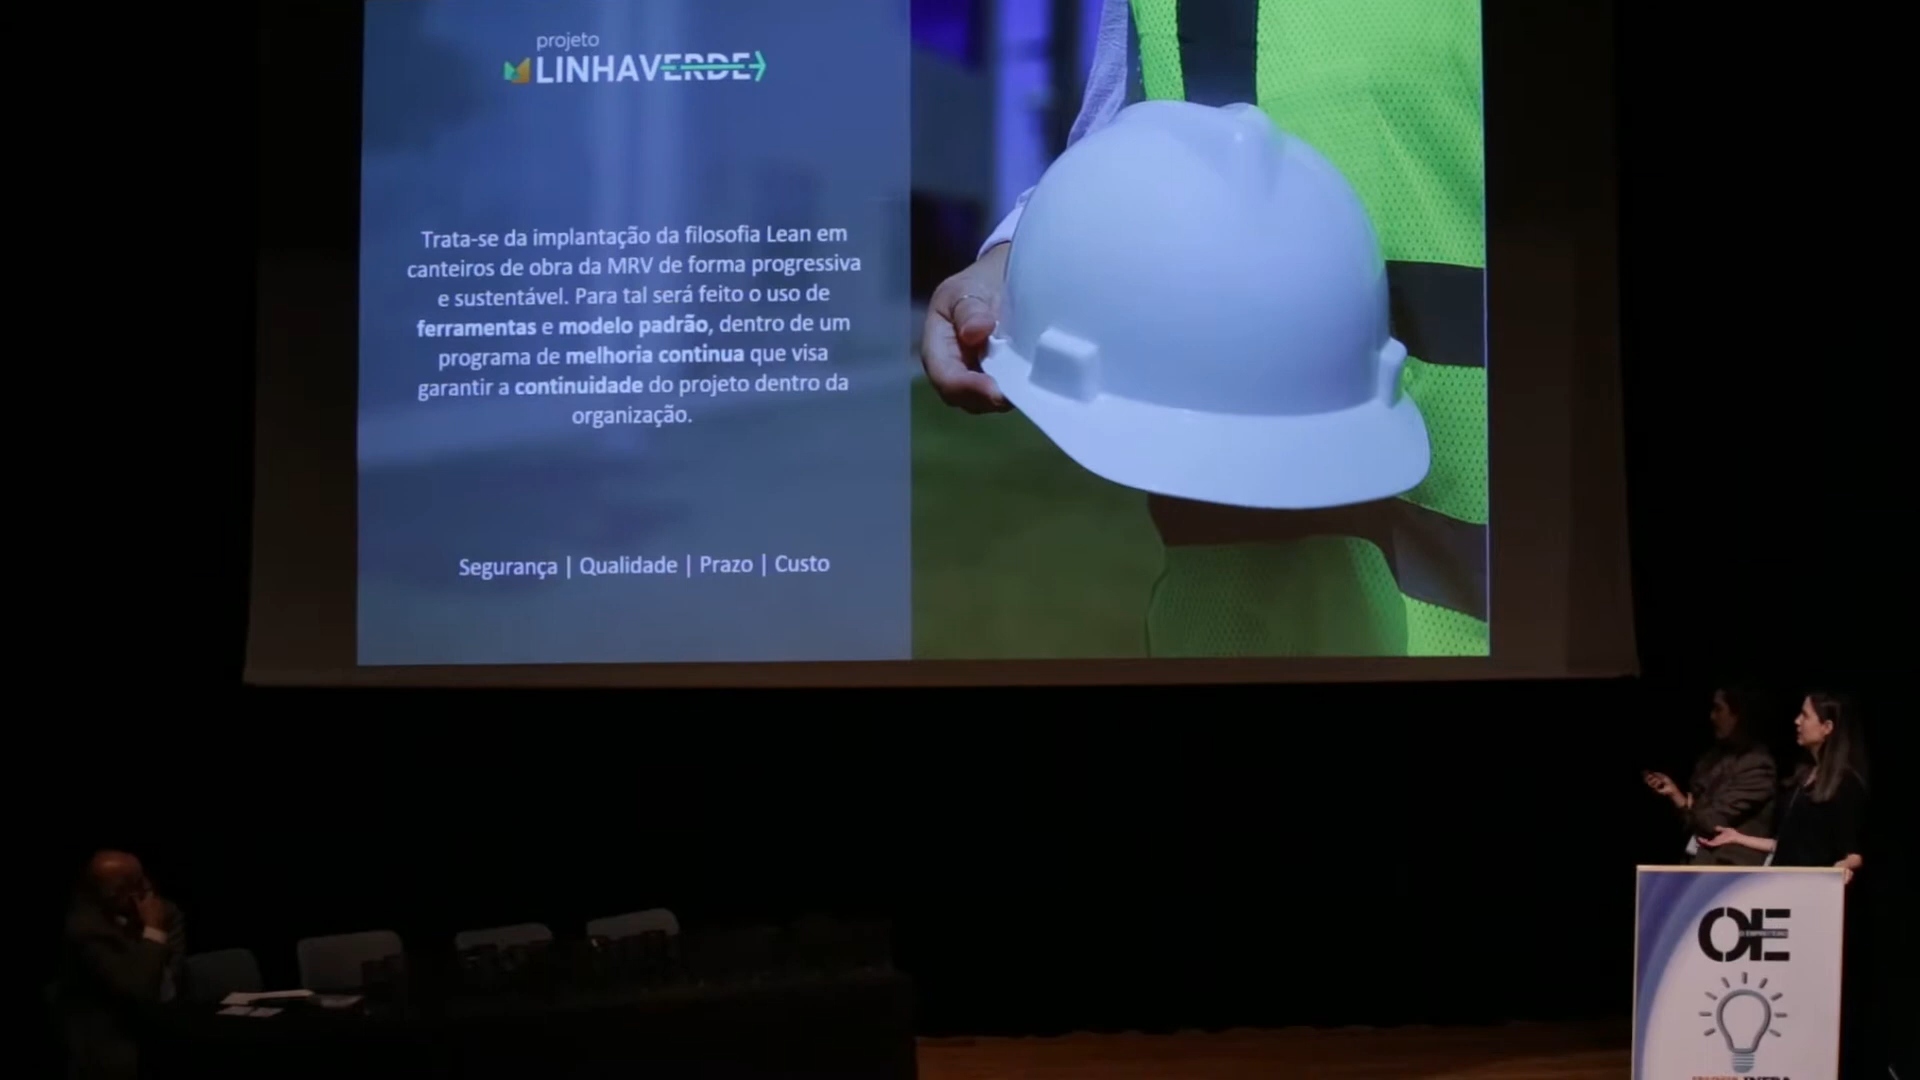 projeto
LINHAVERDE
Trata-se da implantação da filosofia Lean em
canteiros de obra da MRV de forma progressiva
e sustentável. Para tal será feito o uso de
ferramentas e modelo padrão, dentro de um
programa de melhoria continua que visa
garantir a continuidade do projeto dentro da
organização.
Segurança | Qualidade | Prazo | Custo
OE